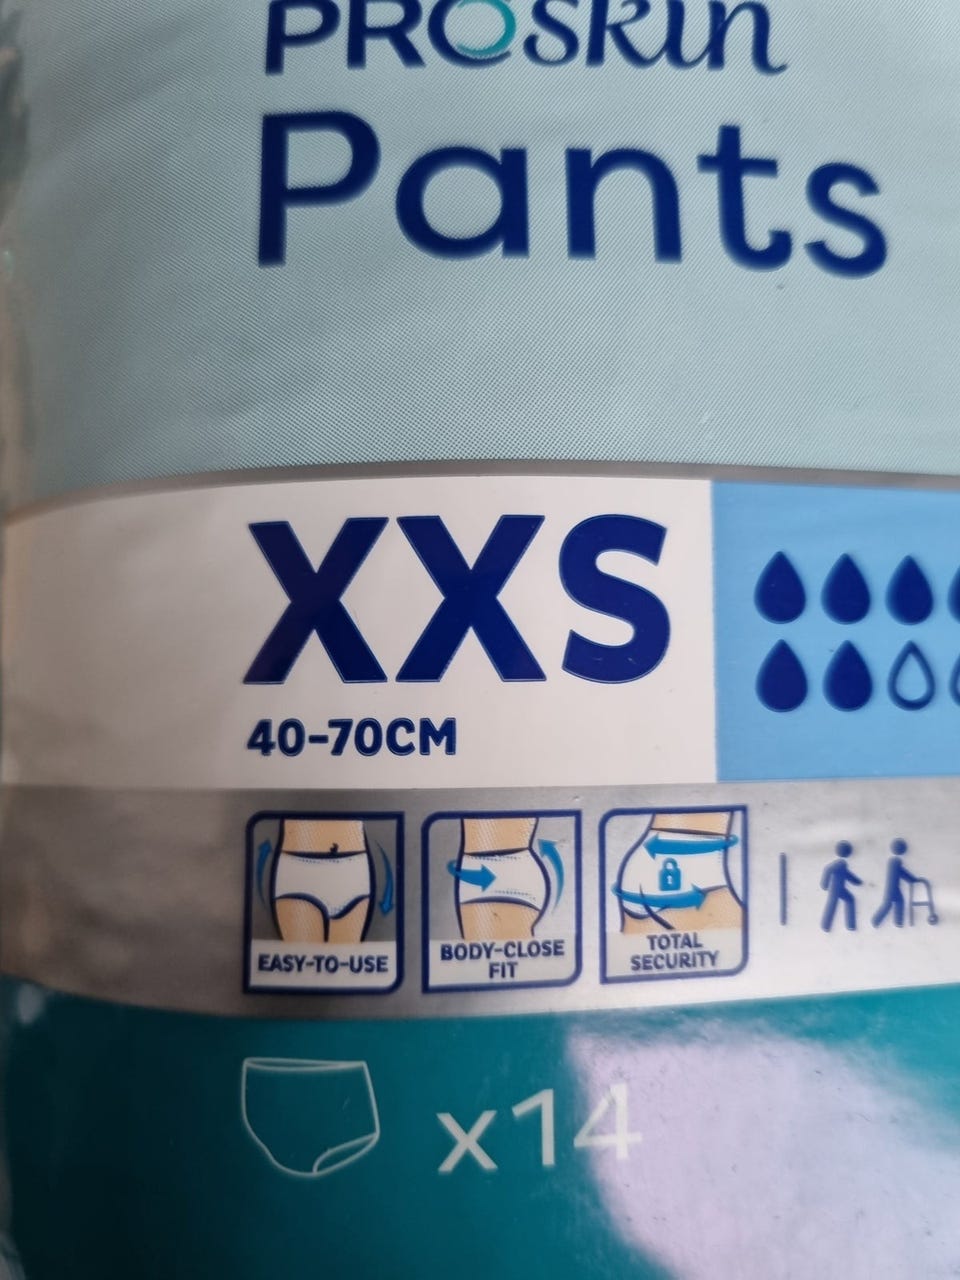 PROskin
Pants
XXS
40-70CM
EASY-TO-USE
BODY-CLOSE
FIT
TOTAL
SECURITY
x14